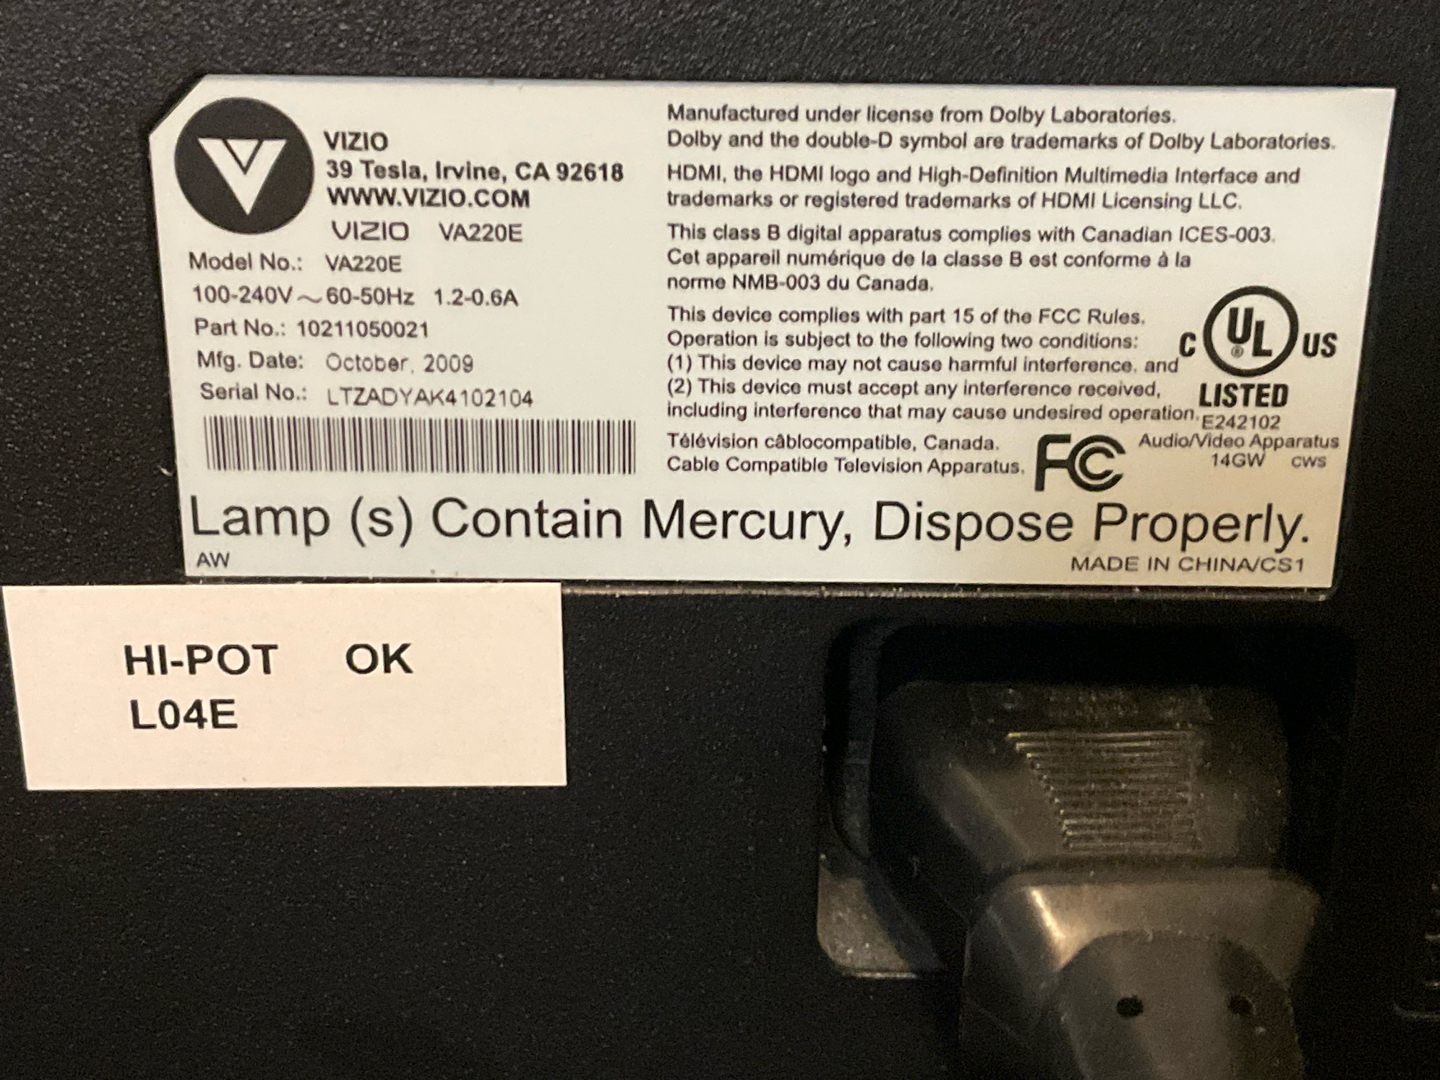 VIZIO
39 Tesla, Irvine, CA 92618
WWW.VIZIO.COM
VIZIO VA220E
Model No.: VA220E
100-240V ~ 60-50Hz 1.2-0.6A
Part No.: 10211050021
Mfg. Date: October, 2009
Serial No.: LTZADYAK4102104
Manufactured under license from Dolby Laboratories.
Dolby and the double-D symbol are trademarks of Dolby Laboratories.
HDMI, the HDMI logo and High-Definition Multimedia Interface and
trademarks or registered trademarks of HDMI Licensing LLC.
This class B digital apparatus complies with Canadian ICES-003.
Cet appareil numérique de la classe B est conforme à la
norme NMB-003 du Canada.
This device complies with part 15 of the FCC Rules.
Operation is subject to the following two conditions:
(1) This device may not cause harmful interference, and
(2) This device must accept any interference received,
including interference that may cause undesired operation.
Télévision câblocompatible, Canada.
Cable Compatible Television Apparatus.
FC
C UL® US
LISTED
E242102
Audio/Video Apparatus
14GW CWS
Lamp (s) Contain Mercury, Dispose Properly.
AW
MADE IN CHINA/CS1
HI-POT OK
L04E